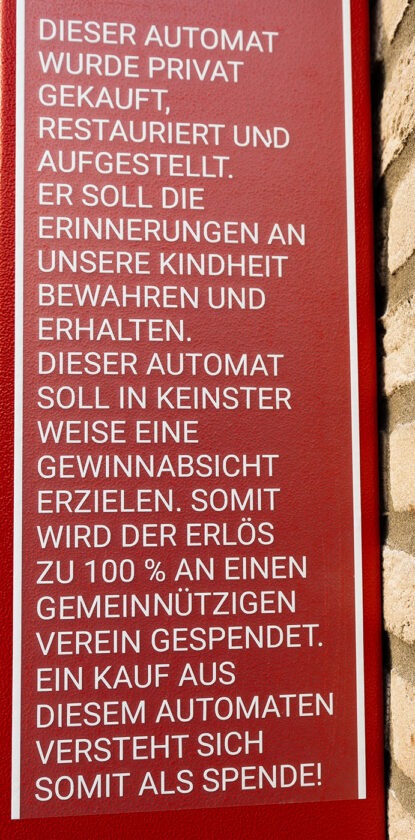 DIESER AUTOMAT
WURDE PRIVAT
GEKAUFT,
RESTAURIERT UND
AUFGESTELLT.
ER SOLL DIE
ERINNERUNGEN AN
UNSERE KINDHEIT
BEWAHREN UND
ERHALTEN.
DIESER AUTOMAT
SOLL IN KEINSTER
WEISE EINE
GEWINNABSICHT
ERZIELEN. SOMIT
WIRD DER ERLÖS
ZU 100 % AN EINEN
GEMEINNÜTZIGEN
VEREIN GESPENDET.
EIN KAUF AUS
DIESEM AUTOMATEN
VERSTEHT SICH
SOMIT ALS SPENDE!